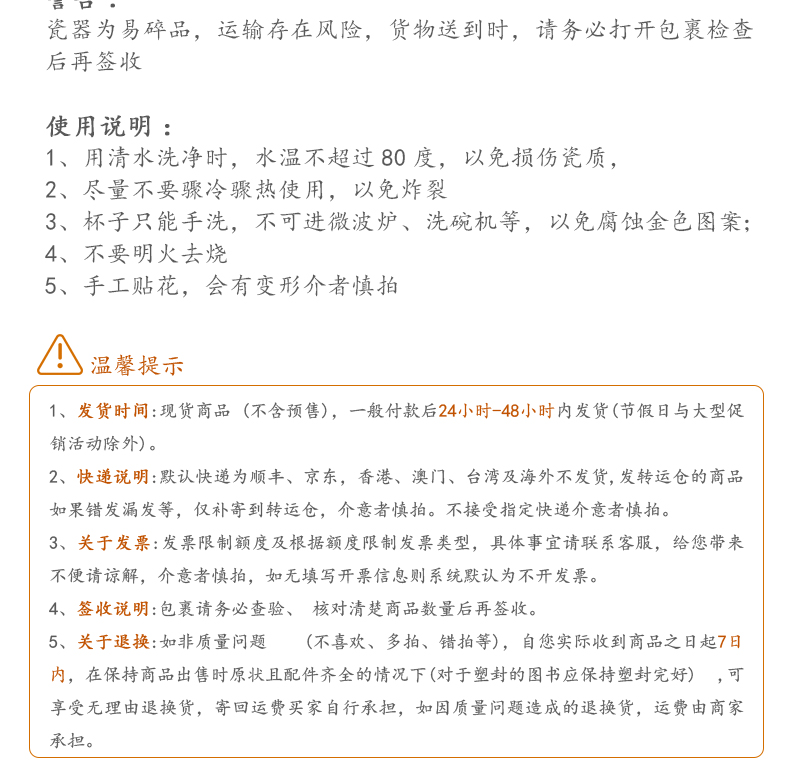 警告：
瓷器为易碎品，运输存在风险，货物送到时，请务必打开包裹检查
后再签收
使用说明：
1、用清水洗净时，水温不超过80度，以免损伤瓷质，
2、尽量不要骤冷骤热使用，以免炸裂
3、杯子只能手洗，不可进微波炉、洗碗机等，以免腐蚀金色图案；
4、不要明火去烧
5、手工贴花，会有变形介者慎拍
温馨提示
1、发货时间:现货商品 (不含预售)，一般付款后24小时-48小时内发货(节假日与大型促
销活动除外)。
2、快递说明:默认快递为顺丰、京东，香港、澳门、台湾及海外不发货,发转运仓的商品
如果错发漏发等，仅补寄到转运仓，介意者慎拍。不接受指定快递介意者慎拍。
3、关于发票:发票限制额度及根据额度限制发票类型，具体事宜请联系客服，给您带来
不便请谅解，介意者慎拍，如无填写开票信息则系统默认为不开发票。
4、签收说明:包裹请务必查验、 核对清楚商品数量后再签收。
5、关于退换:如非质量问题 (不喜欢、多拍、错拍等)，自您实际收到商品之日起7日
内，在保持商品出售时原状且配件齐全的情况下(对于塑封的图书应保持塑封完好) ,可
享受无理由退换货，寄回运费买家自行承担，如因质量问题造成的退换货，运费由商家
承担。